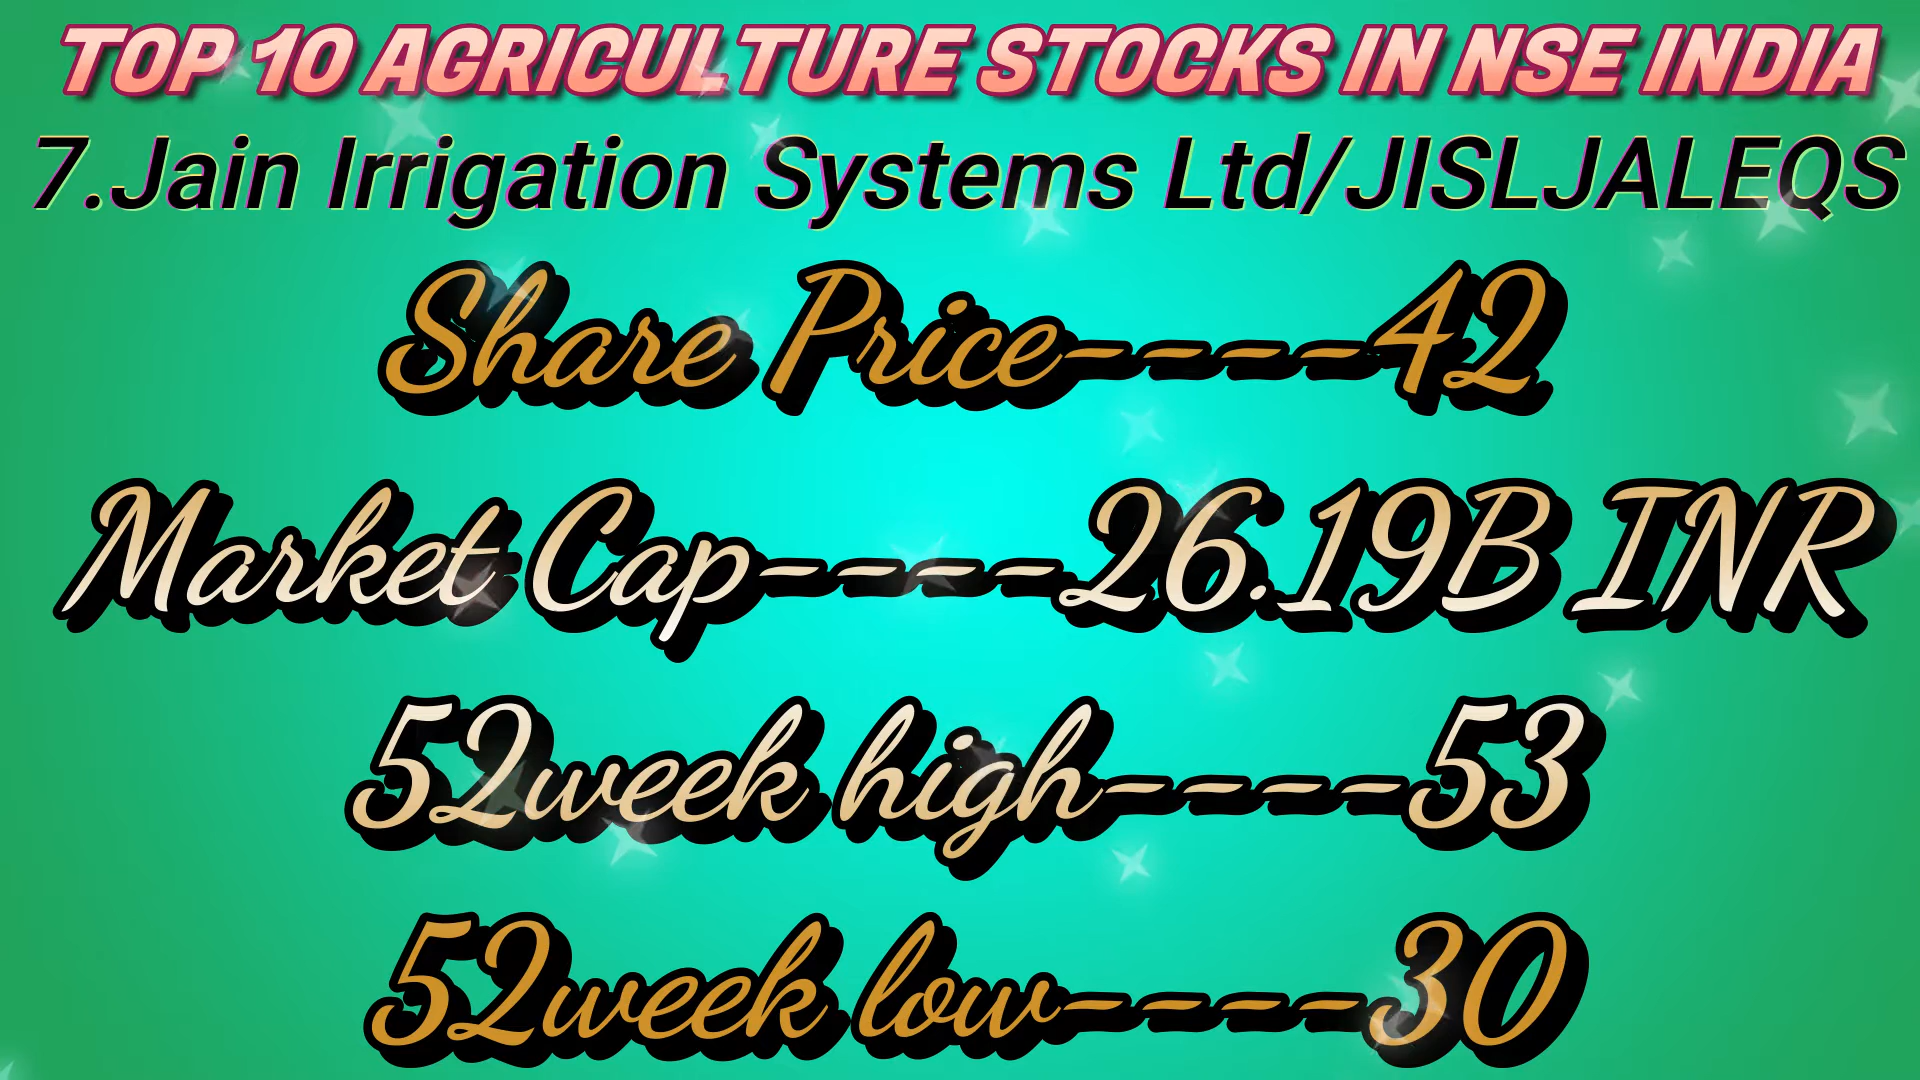 TOP 10 AGRICULTURE STOCKS IN NSE INDIA
7.Jain Irrigation Systems Ltd/JISLJALEQS
Share Price----42
Market Cap----26.19B INR
52week high----53
52week low----30